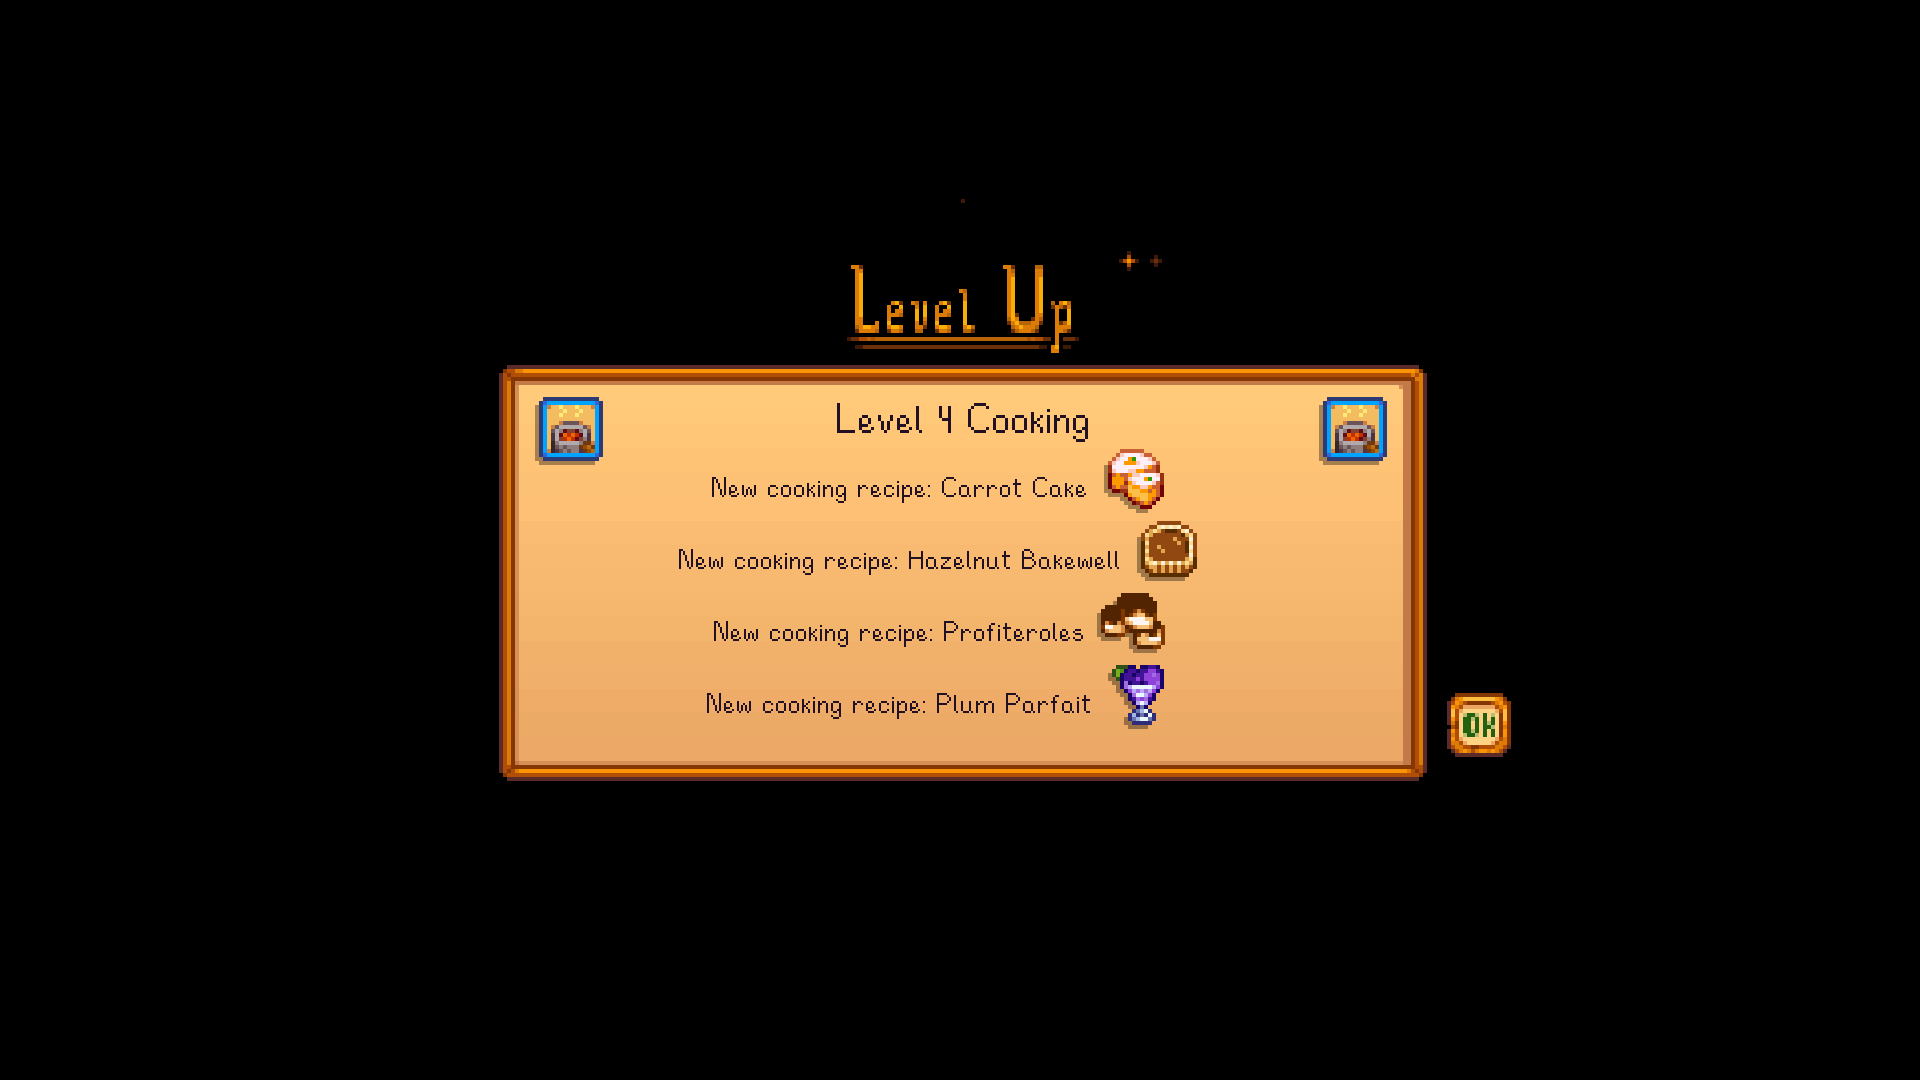 Level Up
Level 4 Cooking
New cooking recipe: Carrot Cake
New cooking recipe: Hazelnut Bakewell
New cooking recipe: Profiteroles
New cooking recipe: Plum Parfait
OK